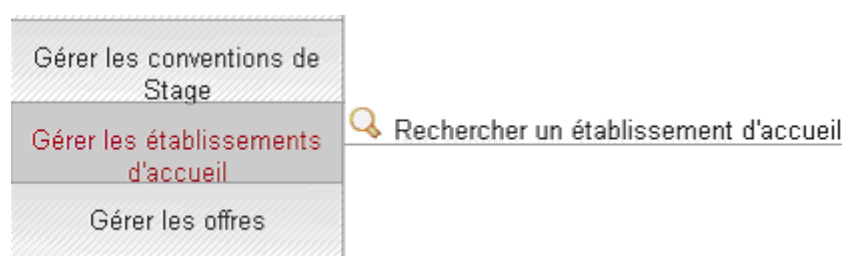 Gérer les conventions de
Stage
Gérer les établissements
d'accueil
Rechercher un établissement d'accueil
Gérer les offres